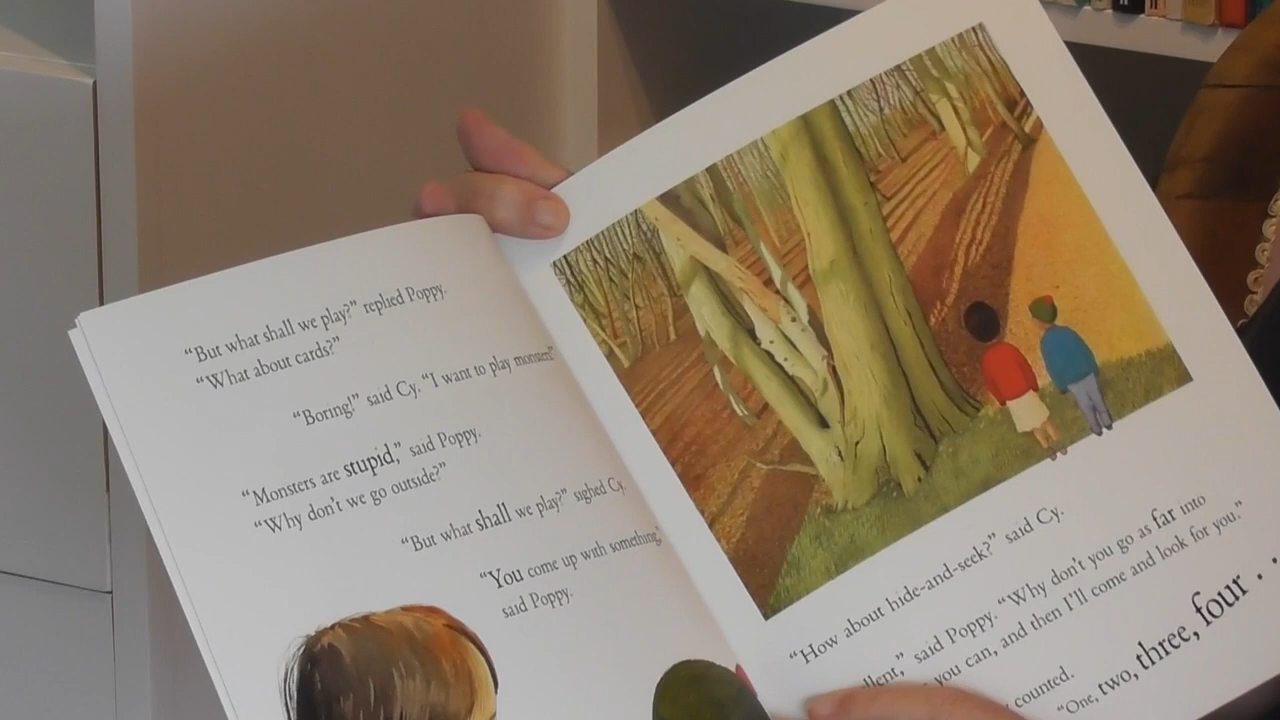 “But what shall we play?” replied Poppy.
“What about cards?”
“Boring!” said Cy. “I want to play monsters!”
“Monsters are stupid,” said Poppy.
“Why don’t we go outside?”
“But what shall we play?” sighed Cy.
“You come up with something,”
said Poppy.
“How about hide-and-seek?” said Cy.
llent,” said Poppy. “Why don’t you go as far into
you can, and then I’ll come and look for you.”
counted.
“One, two, three, four . .